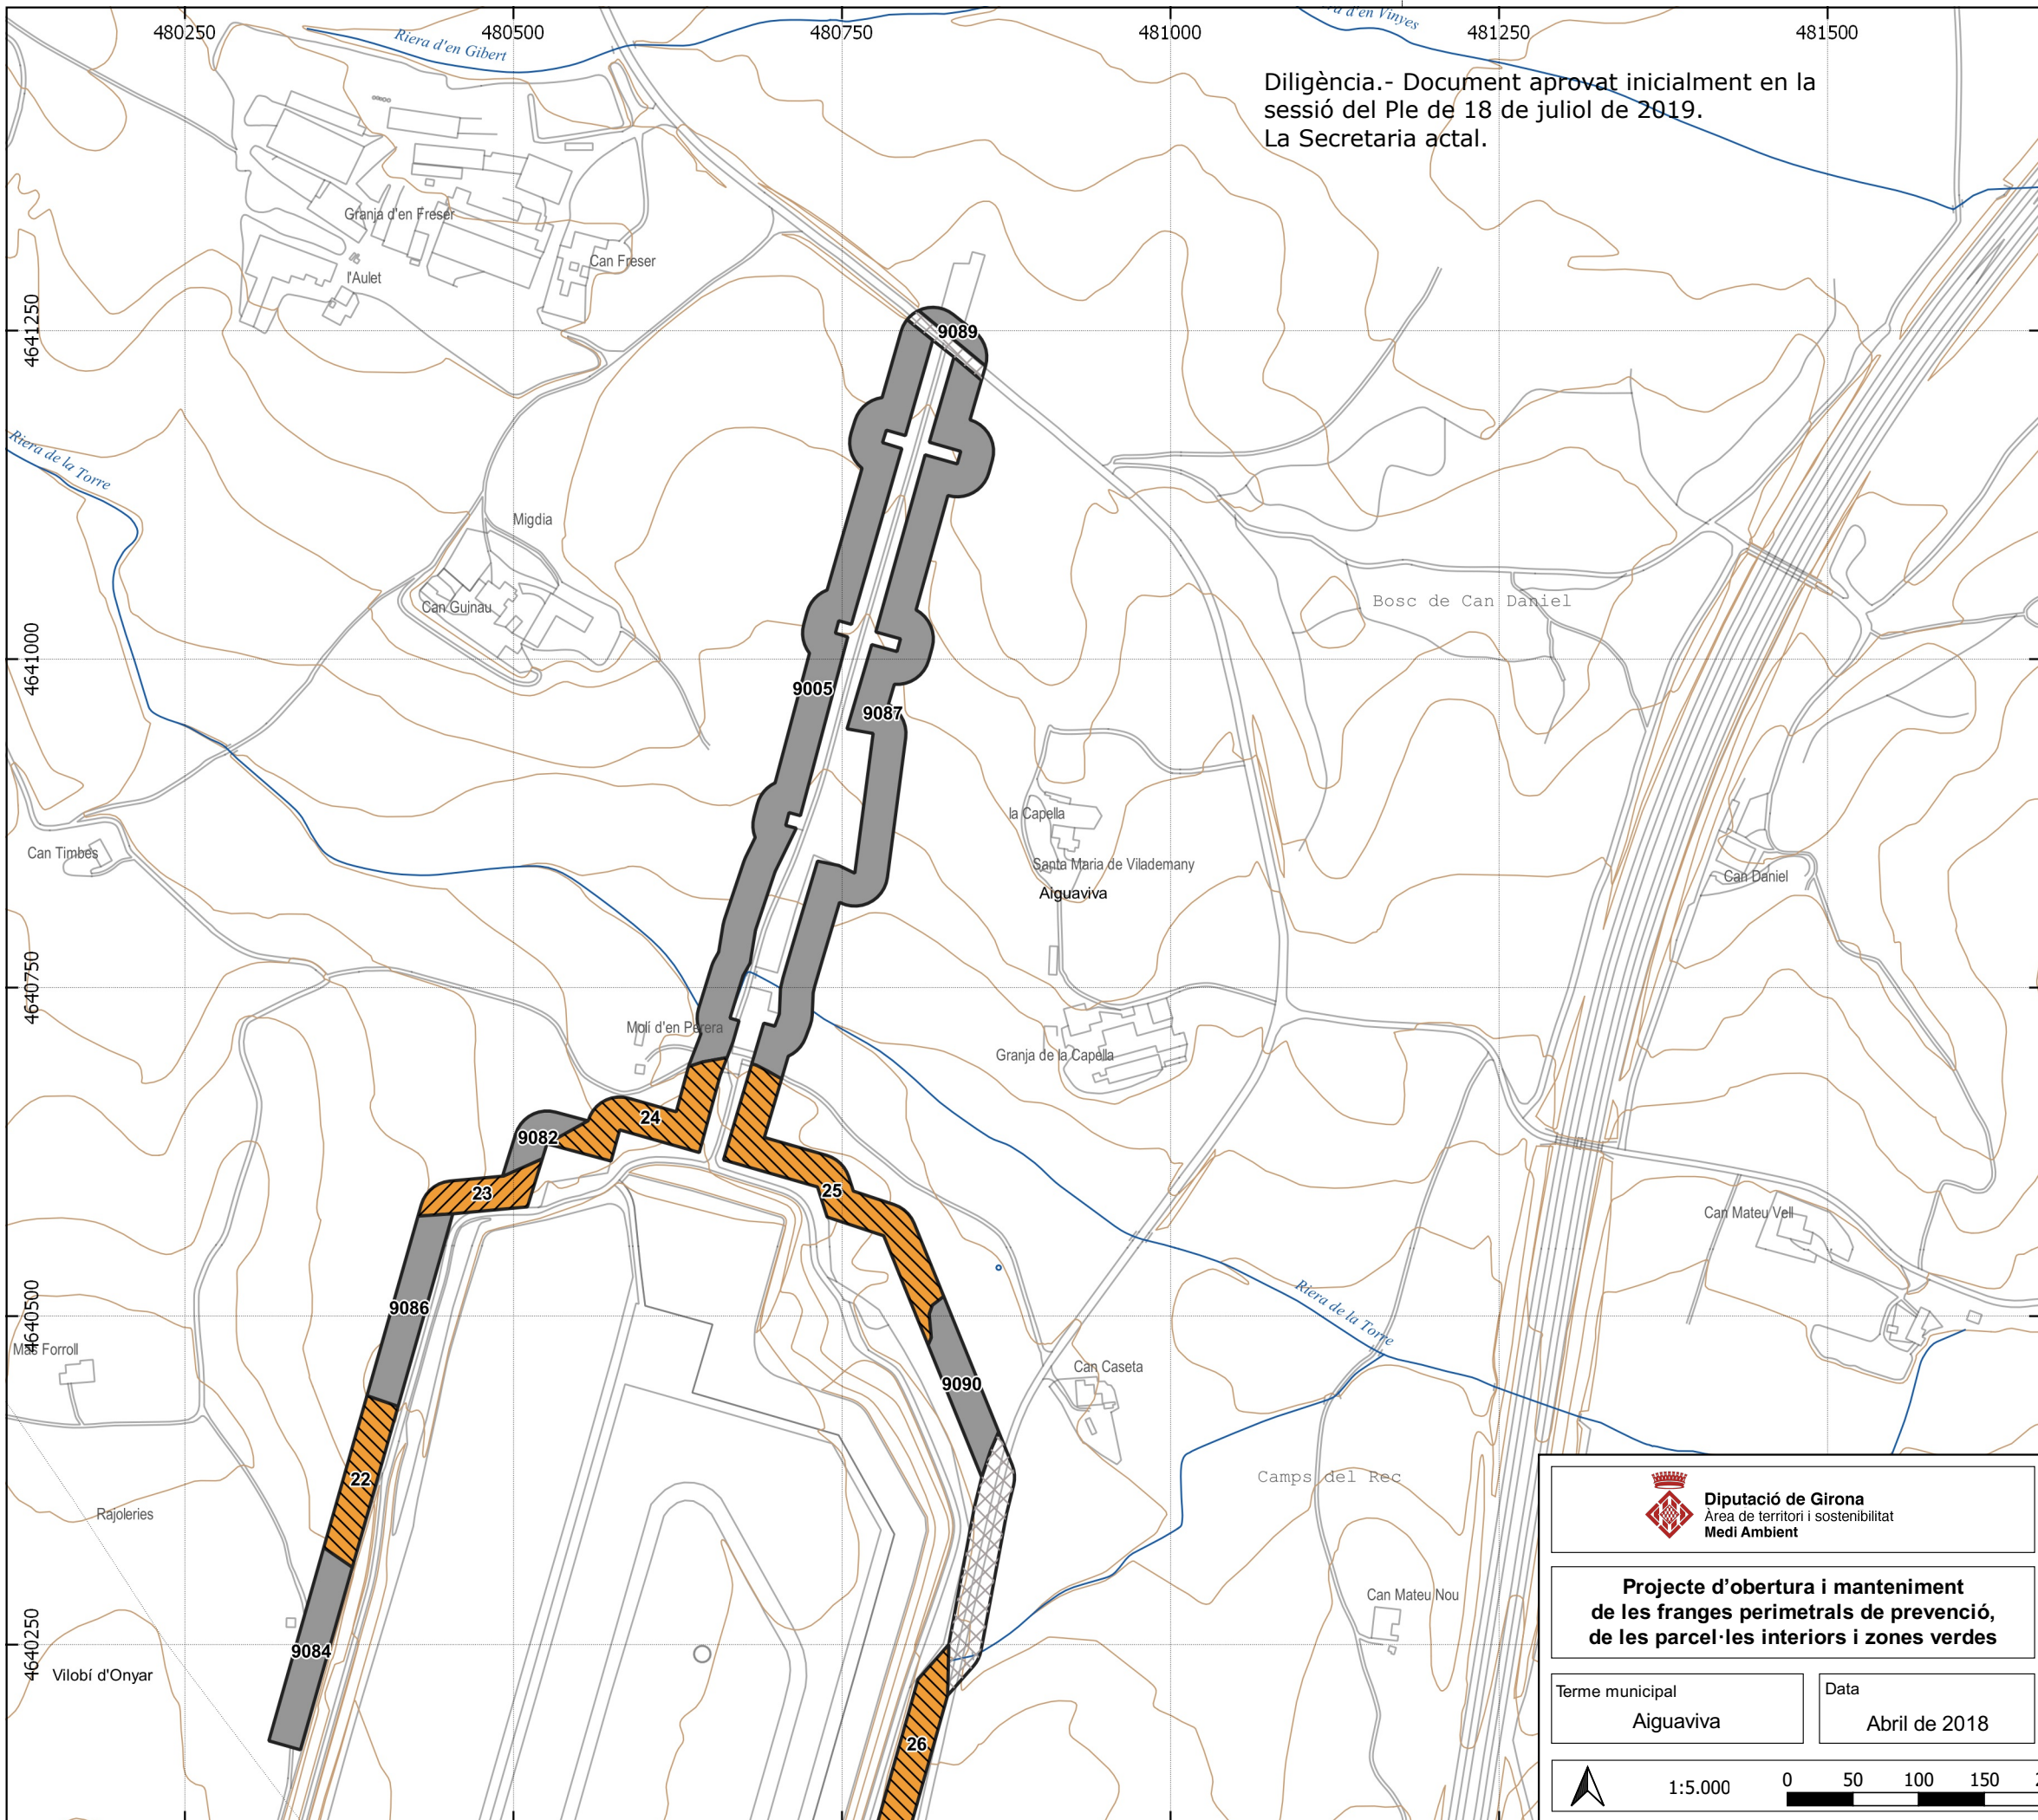 480250
480500
480750
481000
481250
481500
Riera d'en Gibert
d'en Vinyes
Diligència.- Document aprovat inicialment en la
sessió del Ple de 18 de juliol de 2019.
La Secretaria actal.
Granja d'en Freser
Can Freser
l'Aulet
4641250
9089
Riera de la Torre
Migdia
Can Guinau
Bosc de Can Daniel
4641000
9005
9087
la Capella
Can Timbes
Santa Maria de Vilademany
Aiguaviva
Can Daniel
4640750
Molí d'en Perera
Granja de la Capella
24
9082
23
25
Can Mateu Vell
9086
4640500
Riera de la Torre
Mas Forroll
Can Caseta
9090
22
Camps del Rec
Rajoleries
Can Mateu Nou
4640250
9084
Vilobí d'Onyar
26
Diputació de Girona
Àrea de territori i sostenibilitat
Medi Ambient
Projecte d'obertura i manteniment
de les franges perimetrals de prevenció,
de les parcel·les interiors i zones verdes
Terme municipal
Aiguaviva
Data
Abril de 2018
1:5.000
0 50 100 150